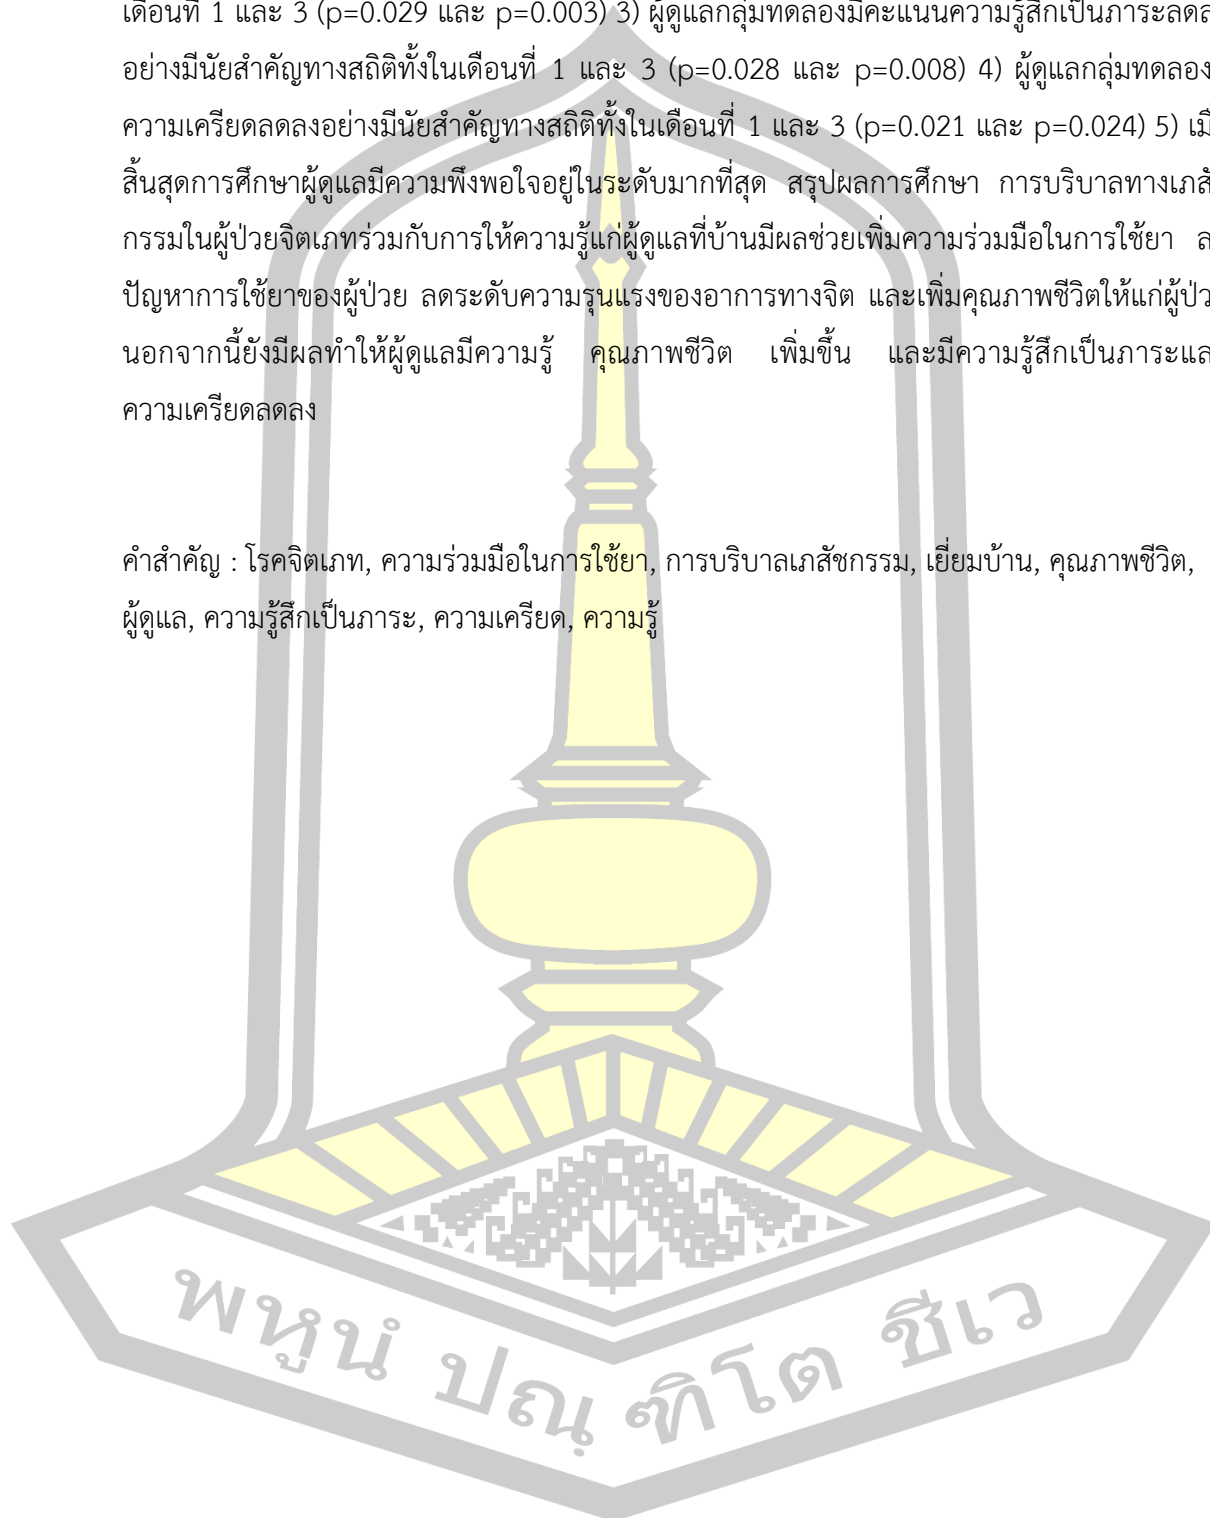 เดือนที่ 1 และ 3 (p=0.029 และ p=0.003) 3) ผู้ดูแลกลุ่มทดลองมีคะแนนความรู้สึกเป็นภาระลดล
อย่างมีนัยสำคัญทางสถิติทั้งในเดือนที่ 1 และ 3 (p=0.028 และ p=0.008) 4) ผู้ดูแลกลุ่มทดลอง
ความเครียดลดลงอย่างมีนัยสำคัญทางสถิติทั้งในเดือนที่ 1 และ 3 (p=0.021 และ p=0.024) 5) เมื
สิ้นสุดการศึกษาผู้ดูแลมีความพึงพอใจอยู่ในระดับมากที่สุด สรุปผลการศึกษา การบริบาลทางเภสั
กรรมในผู้ป่วยจิตเภทร่วมกับการให้ความรู้แก่ผู้ดูแลที่บ้านมีผลช่วยเพิ่มความร่วมมือในการใช้ยา ล
ปัญหาการใช้ยาของผู้ป่วย ลดระดับความรุนแรงของอาการทางจิต และเพิ่มคุณภาพชีวิตให้แก่ผู้ป่ว
นอกจากนี้ยังมีผลทำให้ผู้ดูแลมีความรู้ คุณภาพชีวิต เพิ่มขึ้น และมีความรู้สึกเป็นภาระแล
ความเครียดลดลง
คำสำคัญ : โรคจิตเภท, ความร่วมมือในการใช้ยา, การบริบาลเภสัชกรรม, เยี่ยมบ้าน, คุณภาพชีวิต,
ผู้ดูแล, ความรู้สึกเป็นภาระ, ความเครียด, ความรู้
พหูนํ ปณฺฑิโต ชีเว